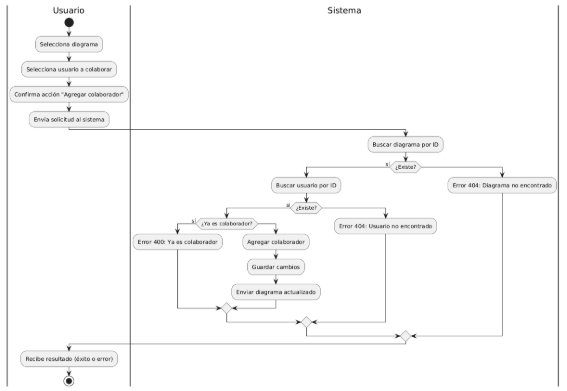 Usuario
Sistema
Selecciona diagrama
Selecciona usuario a colaborar
Confirma acción "Agregar colaborador"
Envía solicitud al sistema
Buscar diagrama por ID
sí
¿Existe?
Buscar usuario por ID
Error 404: Diagrama no encontrado
sí
¿Existe?
sí
¿Ya es colaborador?
Error 404: Usuario no encontrado
Error 400: Ya es colaborador
Agregar colaborador
Guardar cambios
Enviar diagrama actualizado
Recibe resultado (éxito o error)